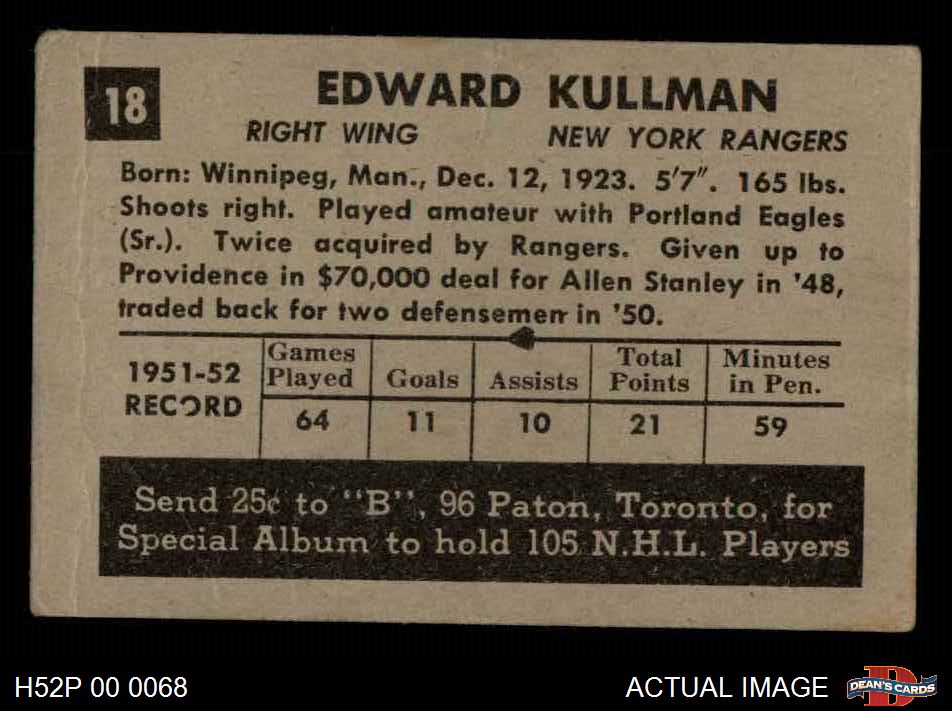 18
EDWARD KULLMAN
RIGHT WING NEW YORK RANGERS
Born: Winnipeg, Man., Dec. 12, 1923. 5'7". 165 lbs.
Shoots right. Played amateur with Portland Eagles
(Sr.). Twice acquired by Rangers. Given up to
Providence in $70,000 deal for Allen Stanley in '48,
traded back for two defensemen in '50.
1951-52 RECORD
Games Played Goals Assists Total Points Minutes in Pen.
64 11 10 21 59
Send 25¢ to "B", 96 Paton, Toronto, for
Special Album to hold 105 N.H.L. Players
H52P 00 0068 ACTUAL IMAGE DEAN'S CARDS